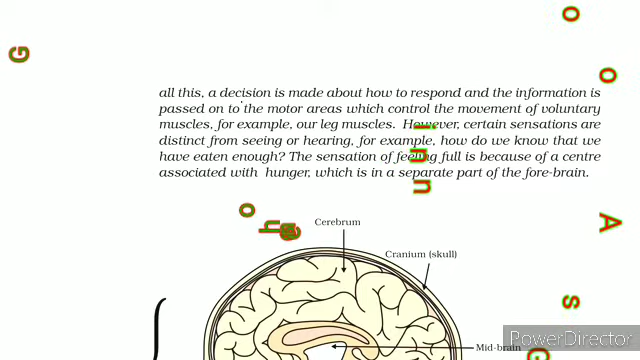 all this, a decision is made about how to respond and the information is
passed on to the motor areas which control the movement of voluntary
muscles, for example, our leg muscles. However, certain sensations are
distinct from seeing or hearing, for example, how do we know that we
have eaten enough? The sensation of feeling full is because of a centre
associated with hunger, which is in a separate part of the fore-brain.
Cerebrum
Cranium (skull)
Mid-brain
PowerDirector